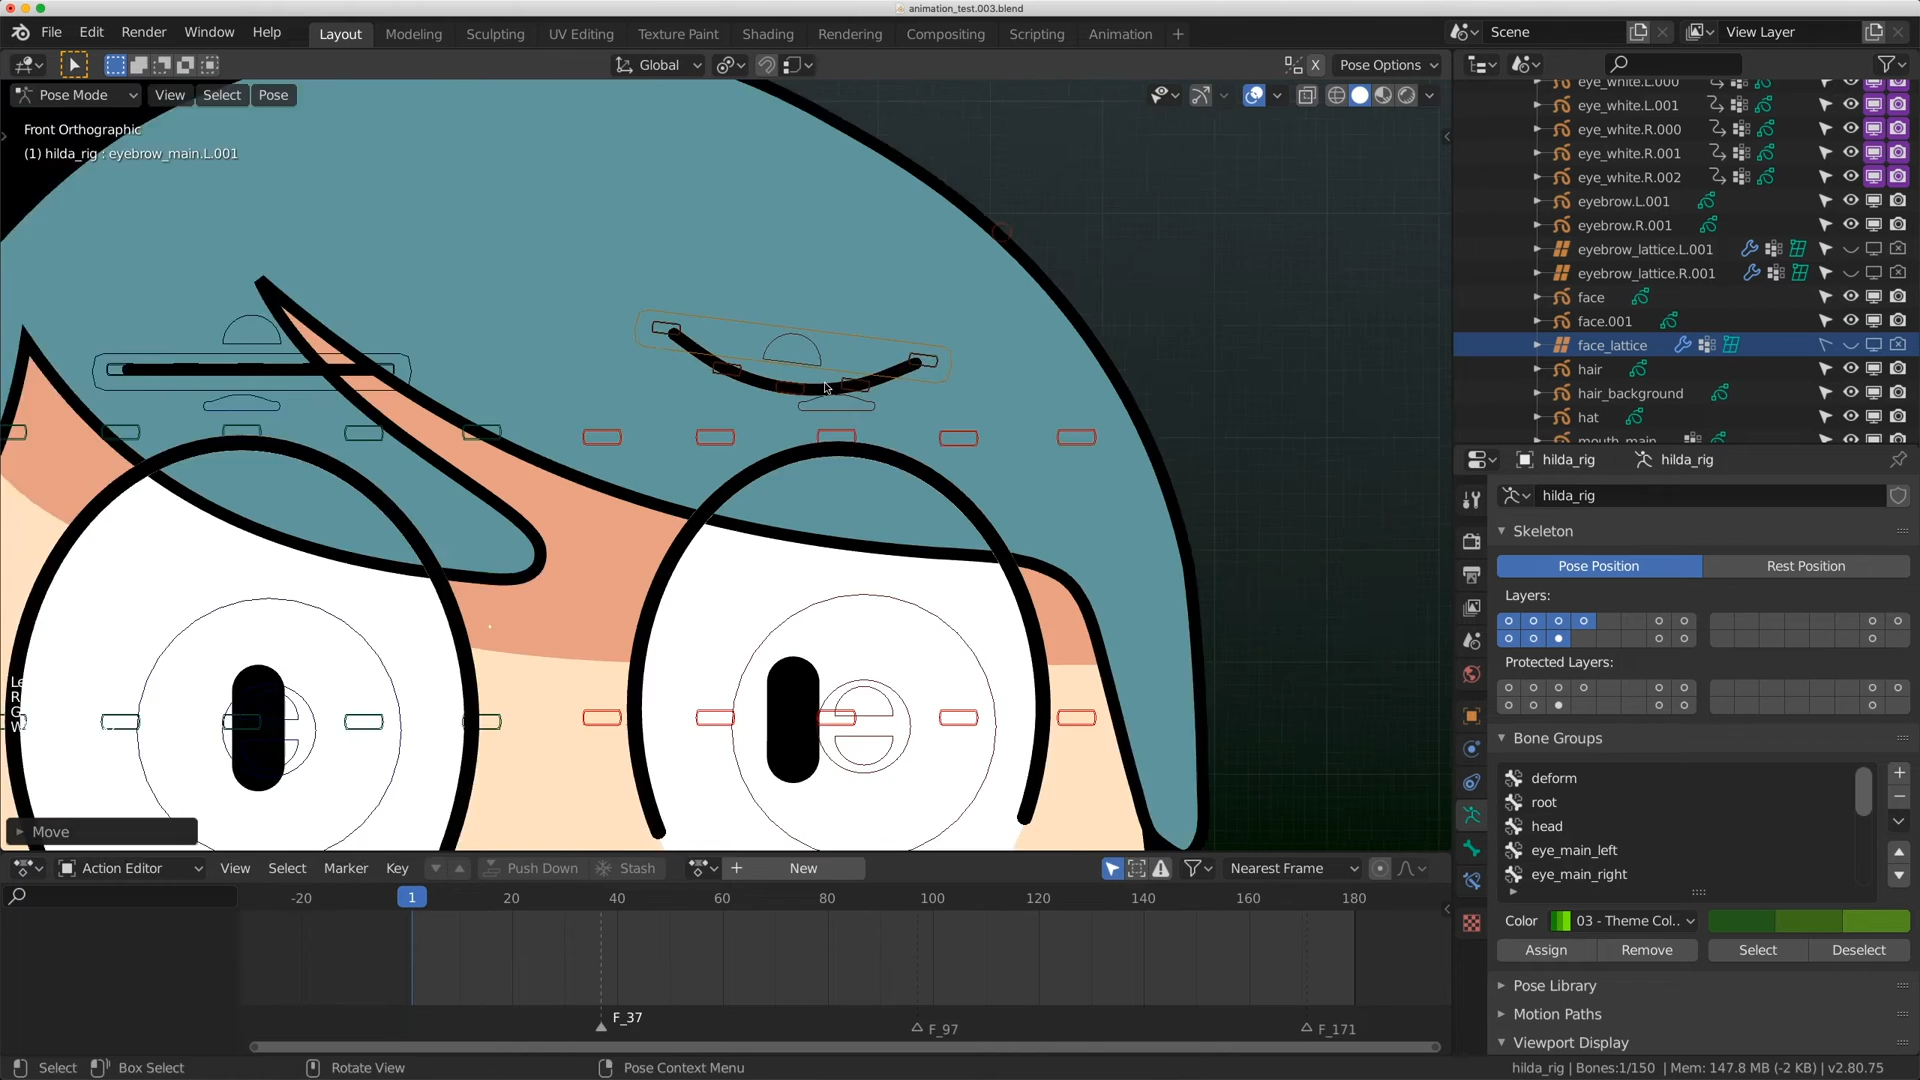 animation_test.003.blend
File Edit Render Window Help
Layout Modeling Sculpting UV Editing Texture Paint Shading Rendering Compositing Scripting Animation +
Scene
View Layer
Global
X Pose Options
Pose Mode View Select Pose
Front Orthographic
(1) hilda_rig : eyebrow_main.L.001
eye_white.L.000
eye_white.L.001
eye_white.R.000
eye_white.R.001
eye_white.R.002
eyebrow.L.001
eyebrow.R.001
eyebrow_lattice.L.001
eyebrow_lattice.R.001
face
face.001
face_lattice
hair
hair_background
hat
mouth_main
hilda_rig hilda_rig
hilda_rig
Skeleton
Pose Position Rest Position
Layers:
Protected Layers:
Bone Groups
deform
root
head
eye_main_left
eye_main_right
Color 03 - Theme Col..
Assign Remove Select Deselect
Pose Library
Motion Paths
Viewport Display
Move
Action Editor View Select Marker Key Push Down Stash + New Nearest Frame
-20 1 20 40 60 80 100 120 140 160 180
F_37
F_97
F_171
Select Box Select Rotate View Pose Context Menu
hilda_rig | Bones:1/150 | Mem: 147.8 MB (-2 KB) | v2.80.75